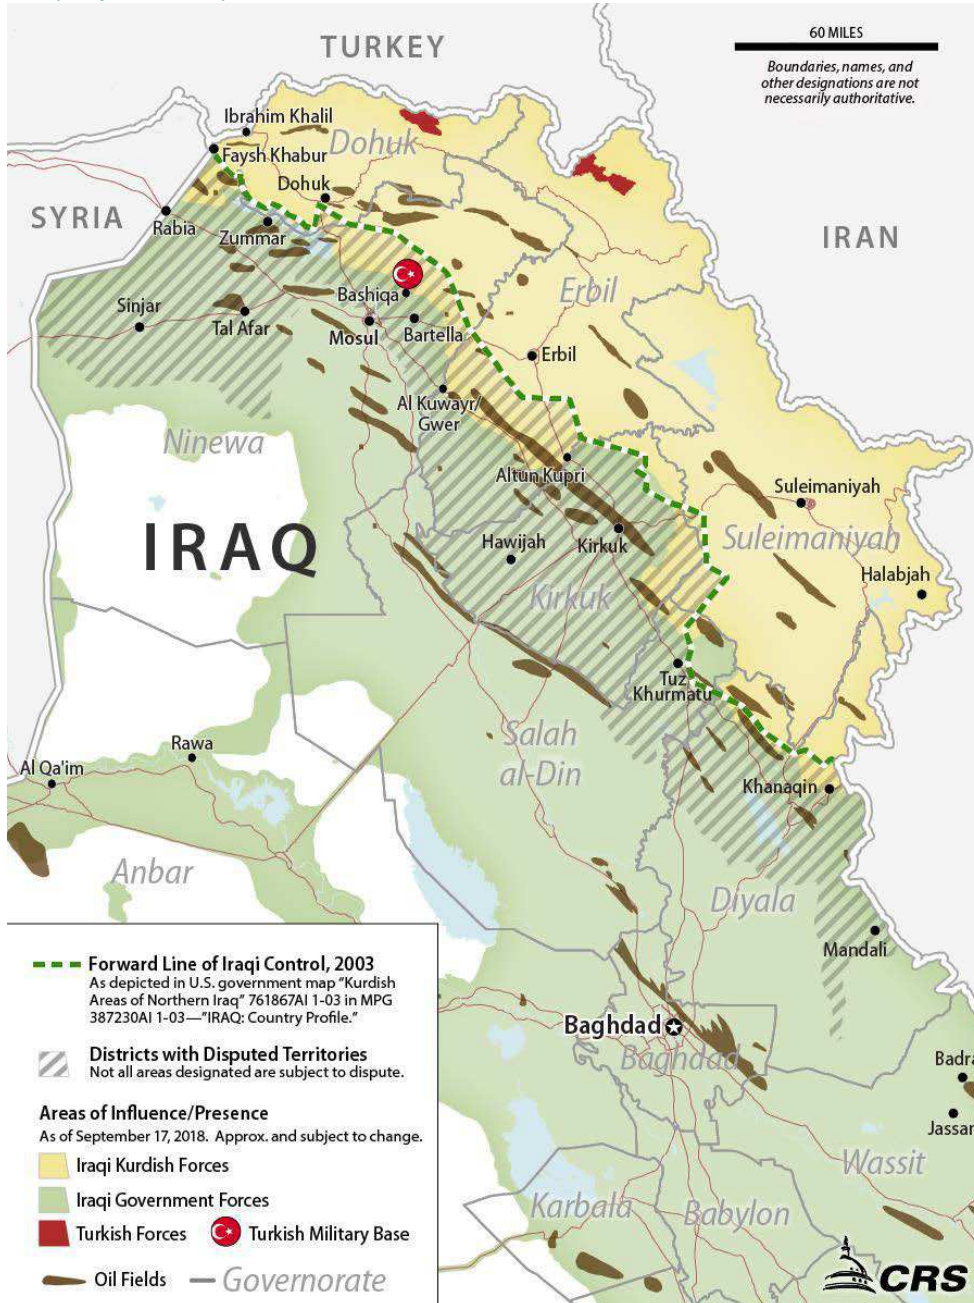 TURKEY
60 MILES
Boundaries, names, and
other designations are not
necessarily authoritative.
Ibrahim Khalil
Dohuk
Faysh Khabur
Dohuk
SYRIA
Rabia
Zummar
IRAN
Erbil
Bashiqa
Sinjar
Tal Afar
Mosul
Bartella
Erbil
Al Kuwayr/
Gwer
Ninewa
Altun Kupri
Suleimaniyah
IRAQ
Hawijah
Kirkuk
Suleimaniyah
Halabjah
Kirkuk
Tuz
Khurmatu
Salah
al-Din
Rawa
Al Qa'im
Khanaqin
Anbar
Diyala
Mandali
Baghdad
Baghdad
Badra
Jassan
Wassit
Karbala
Babylon
Forward Line of Iraqi Control, 2003
As depicted in U.S. government map "Kurdish
Areas of Northern Iraq" 761867AI 1-03 in MPG
387230AI 1-03—"IRAQ: Country Profile."
Districts with Disputed Territories
Not all areas designated are subject to dispute.
Areas of Influence/Presence
As of September 17, 2018. Approx. and subject to change.
Iraqi Kurdish Forces
Iraqi Government Forces
Turkish Forces
Turkish Military Base
Oil Fields
Governorate
CRS